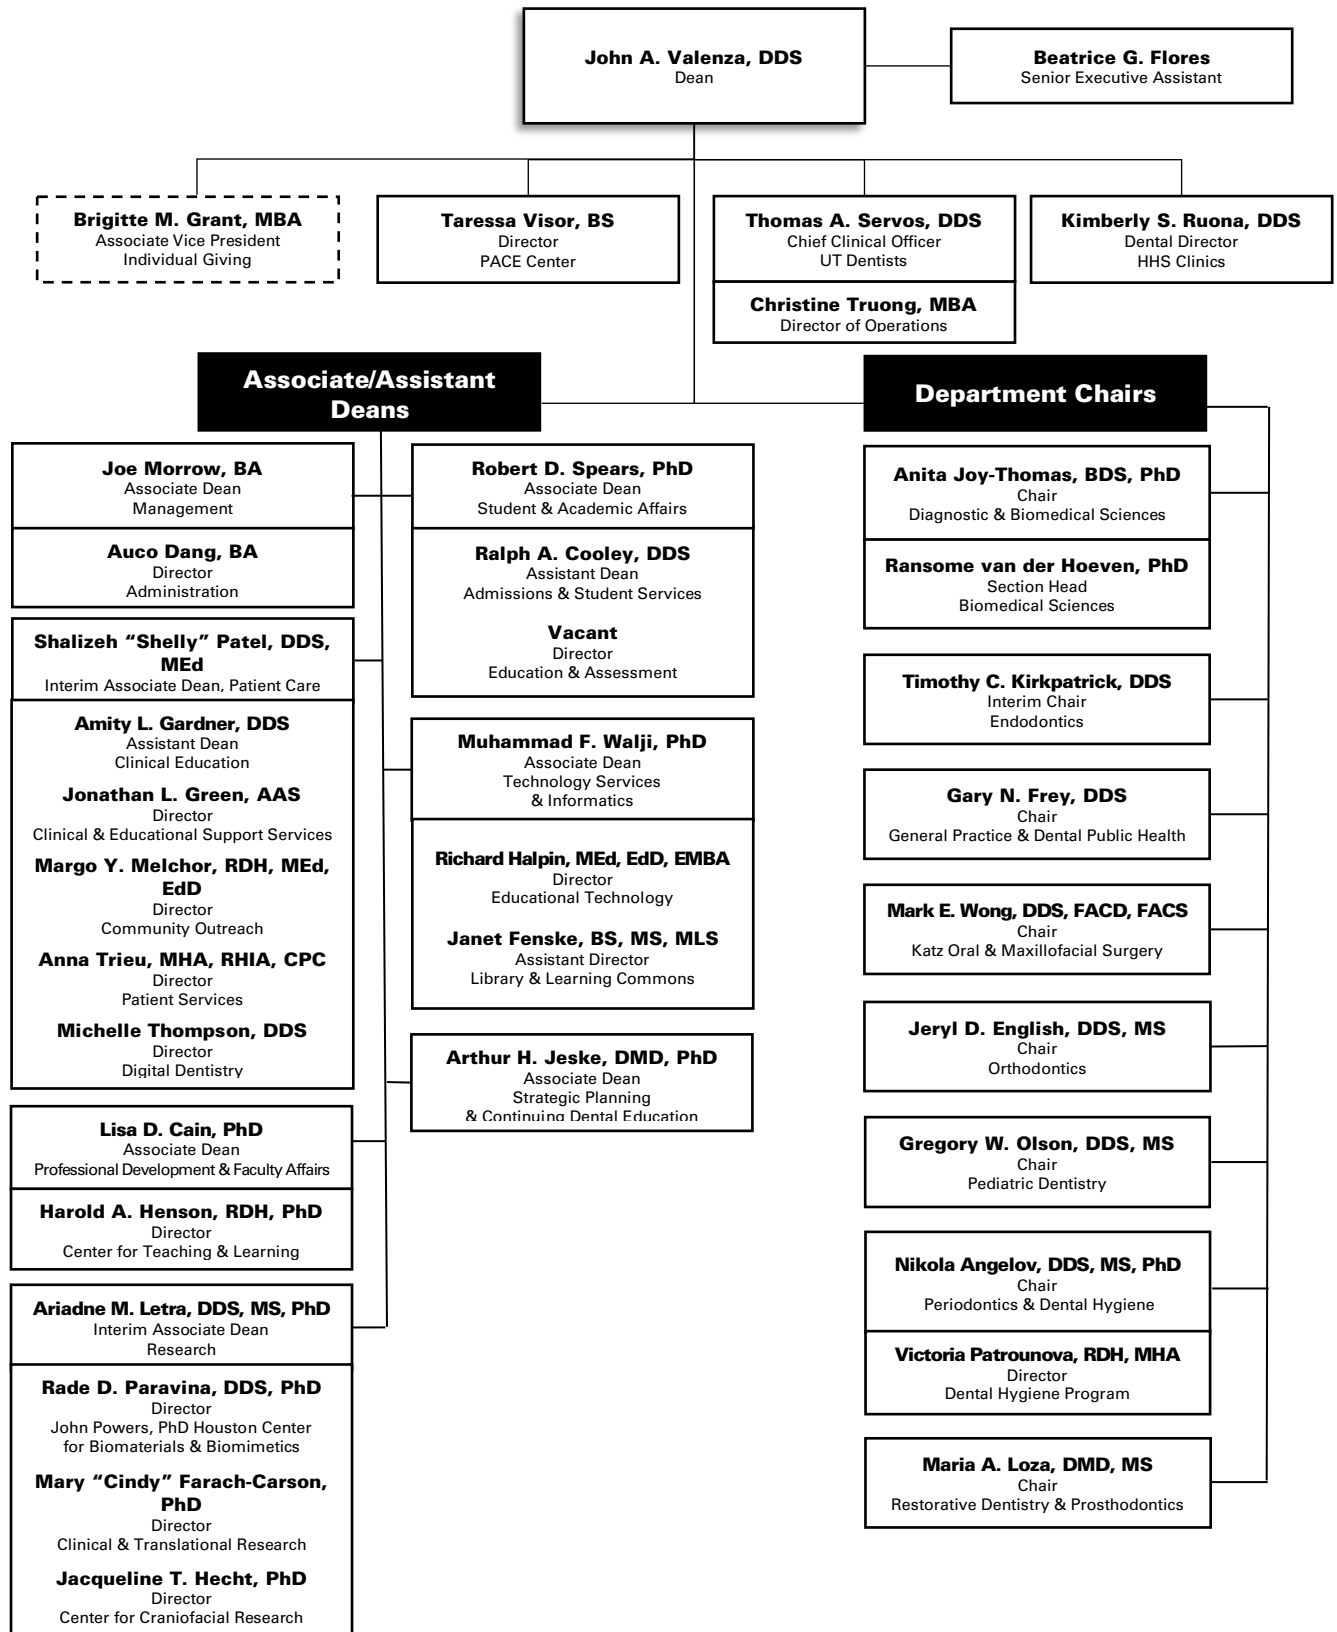 John A. Valenza, DDS
Dean
Beatrice G. Flores
Senior Executive Assistant
Brigitte M. Grant, MBA
Associate Vice President
Individual Giving
Taressa Visor, BS
Director
PACE Center
Thomas A. Servos, DDS
Chief Clinical Officer
UT Dentists
Christine Truong, MBA
Director of Operations
Kimberly S. Ruona, DDS
Dental Director
HHS Clinics
Associate/Assistant
Deans
Joe Morrow, BA
Associate Dean
Management
Auco Dang, BA
Director
Administration
Shalizeh “Shelly” Patel, DDS,
MEd
Interim Associate Dean, Patient Care
Amity L. Gardner, DDS
Assistant Dean
Clinical Education
Jonathan L. Green, AAS
Director
Clinical & Educational Support Services
Margo Y. Melchor, RDH, MEd,
EdD
Director
Community Outreach
Anna Trieu, MHA, RHIA, CPC
Director
Patient Services
Michelle Thompson, DDS
Director
Digital Dentistry
Lisa D. Cain, PhD
Associate Dean
Professional Development & Faculty Affairs
Harold A. Henson, RDH, PhD
Director
Center for Teaching & Learning
Ariadne M. Letra, DDS, MS, PhD
Interim Associate Dean
Research
Rade D. Paravina, DDS, PhD
Director
John Powers, PhD Houston Center
for Biomaterials & Biomimetics
Mary “Cindy” Farach-Carson,
PhD
Director
Clinical & Translational Research
Jacqueline T. Hecht, PhD
Director
Center for Craniofacial Research
Robert D. Spears, PhD
Associate Dean
Student & Academic Affairs
Ralph A. Cooley, DDS
Assistant Dean
Admissions & Student Services
Vacant
Director
Education & Assessment
Muhammad F. Walji, PhD
Associate Dean
Technology Services
& Informatics
Richard Halpin, MEd, EdD, EMBA
Director
Educational Technology
Janet Fenske, BS, MS, MLS
Assistant Director
Library & Learning Commons
Arthur H. Jeske, DMD, PhD
Associate Dean
Strategic Planning
& Continuing Dental Education
Department Chairs
Anita Joy-Thomas, BDS, PhD
Chair
Diagnostic & Biomedical Sciences
Ransome van der Hoeven, PhD
Section Head
Biomedical Sciences
Timothy C. Kirkpatrick, DDS
Interim Chair
Endodontics
Gary N. Frey, DDS
Chair
General Practice & Dental Public Health
Mark E. Wong, DDS, FACD, FACS
Chair
Katz Oral & Maxillofacial Surgery
Jeryl D. English, DDS, MS
Chair
Orthodontics
Gregory W. Olson, DDS, MS
Chair
Pediatric Dentistry
Nikola Angelov, DDS, MS, PhD
Chair
Periodontics & Dental Hygiene
Victoria Patrounova, RDH, MHA
Director
Dental Hygiene Program
Maria A. Loza, DMD, MS
Chair
Restorative Dentistry & Prosthodontics